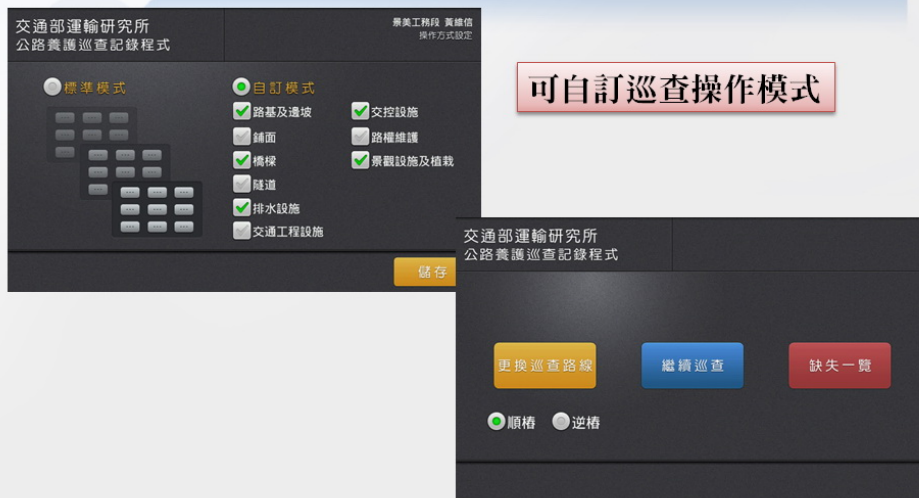 交通部運輸研究所
公路養護巡查記錄程式
景美工務段 黃維信
操作方式設定
標準模式
自訂模式
路基及邊坡
鋪面
橋樑
隧道
排水設施
交通工程設施
交控設施
路權維護
景觀設施及植栽
儲存
可自訂巡查操作模式
交通部運輸研究所
公路養護巡查記錄程式
更換巡查路線
繼續巡查
缺失一覽
順樁
逆樁